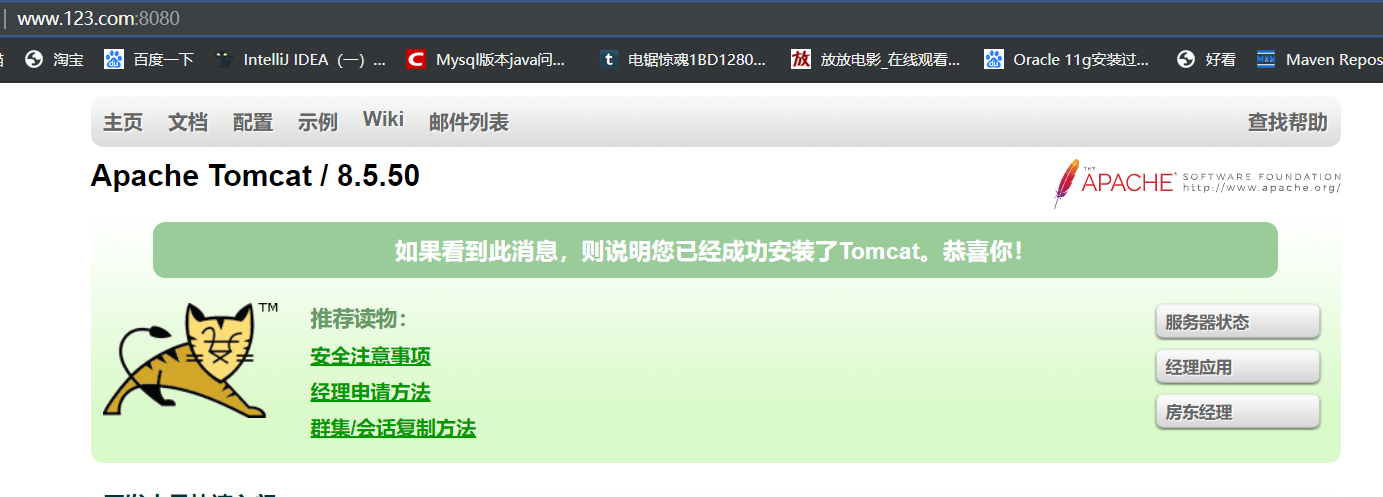 www.123.com:8080
淘宝
百度一下
IntelliJ IDEA（一）...
Mysql版本java问...
电锯惊魂1BD1280...
放放电影_在线观看...
Oracle 11g安装过...
好看
Maven Repos
主页 文档 配置 示例 Wiki 邮件列表 查找帮助
Apache Tomcat / 8.5.50
THE
APACHE SOFTWARE FOUNDATION
http://www.apache.org/
如果看到此消息，则说明您已经成功安装了Tomcat。恭喜你！
TM
推荐读物：
安全注意事项
经理申请方法
群集/会话复制方法
服务器状态
经理应用
房东经理